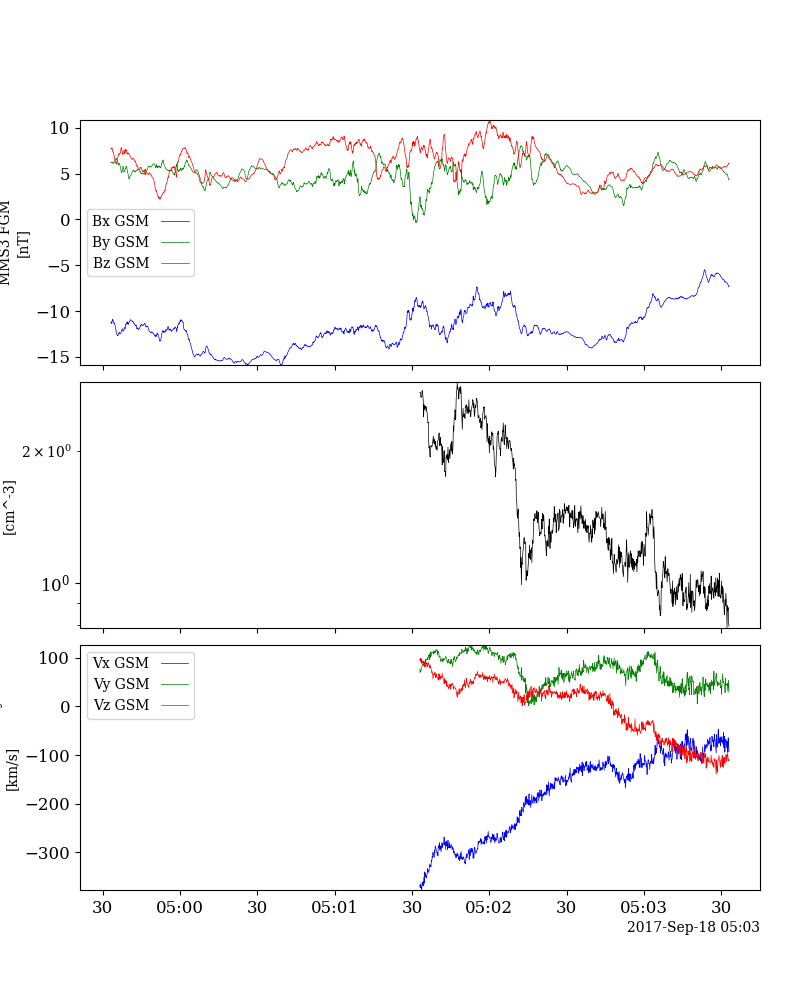 10
5
0
−5
−10
−15
MMS3 FGM
[nT]
Bx GSM
By GSM
Bz GSM
2 × 10⁰
10⁰
[cm^-3]
100
0
−100
−200
−300
[km/s]
Vx GSM
Vy GSM
Vz GSM
30 05:00 30 05:01 30 05:02 30 05:03 30
2017-Sep-18 05:03